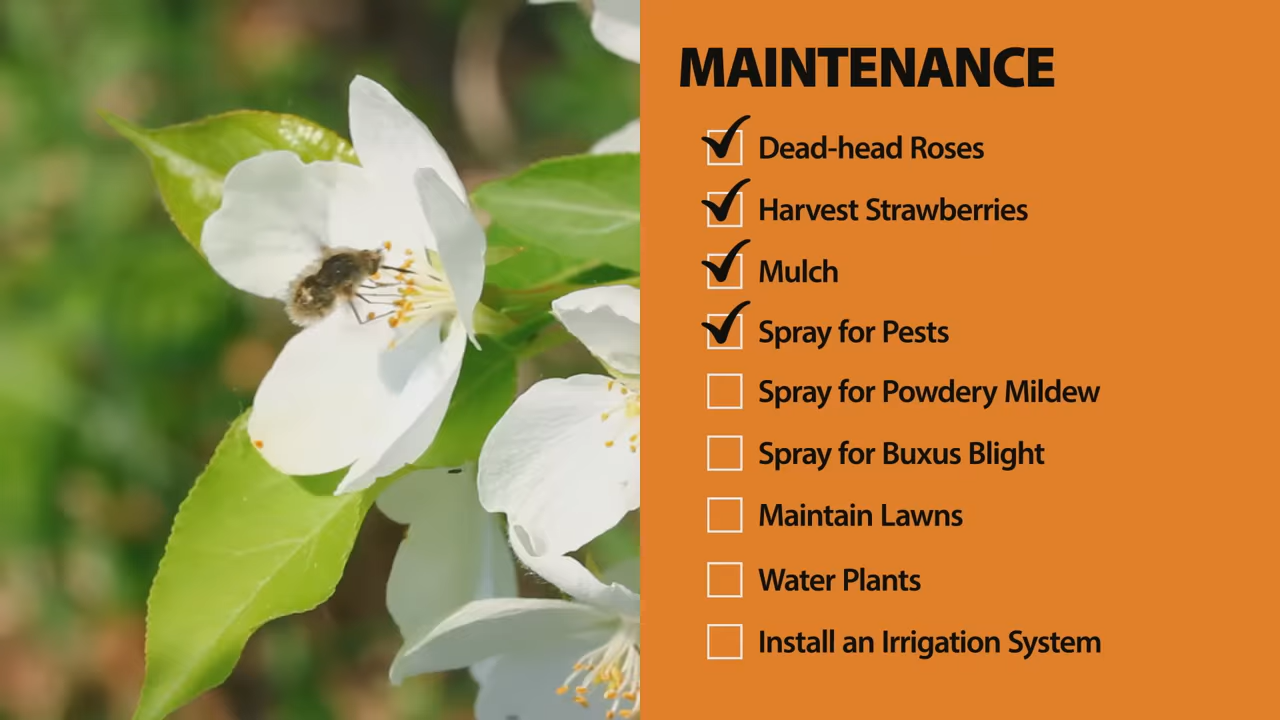 MAINTENANCE
Dead-head Roses
Harvest Strawberries
Mulch
Spray for Pests
Spray for Powdery Mildew
Spray for Buxus Blight
Maintain Lawns
Water Plants
Install an Irrigation System